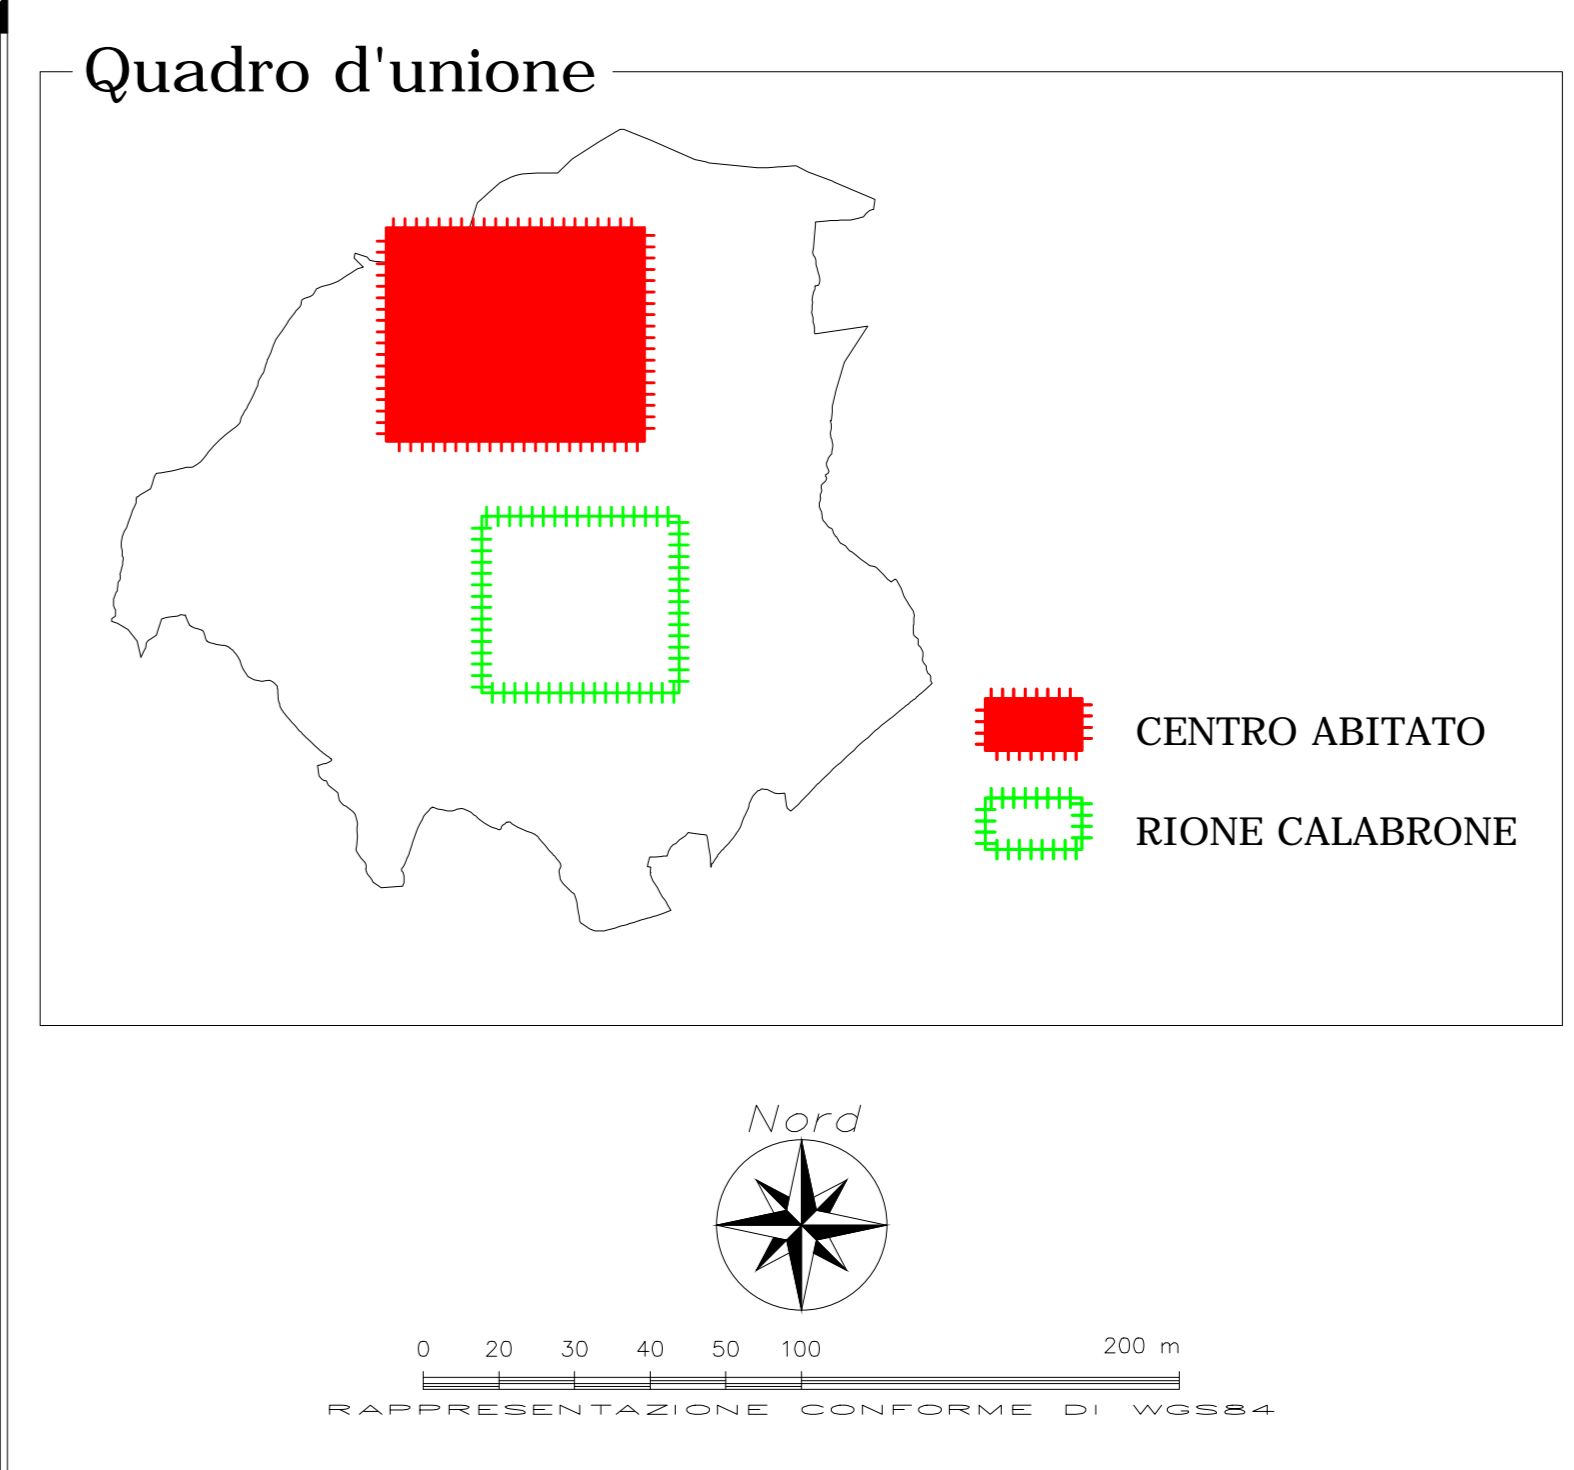 Quadro d'unione
CENTRO ABITATO
RIONE CALABRONE
Nord
0 20 30 40 50 100 200 m
RAPPRESENTAZIONE CONFORME DI WGS84